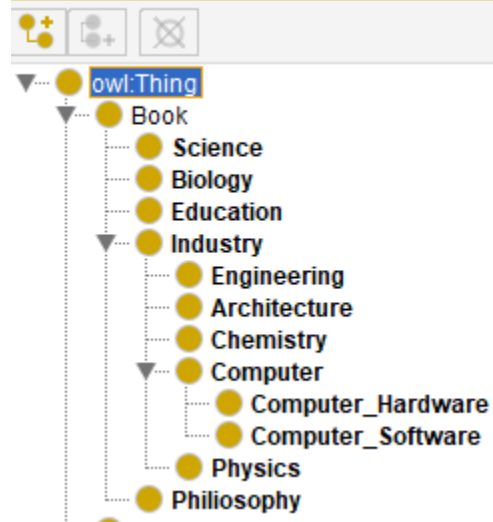 owl:Thing
Book
Science
Biology
Education
Industry
Engineering
Architecture
Chemistry
Computer
Computer_Hardware
Computer_Software
Physics
Philiosophy